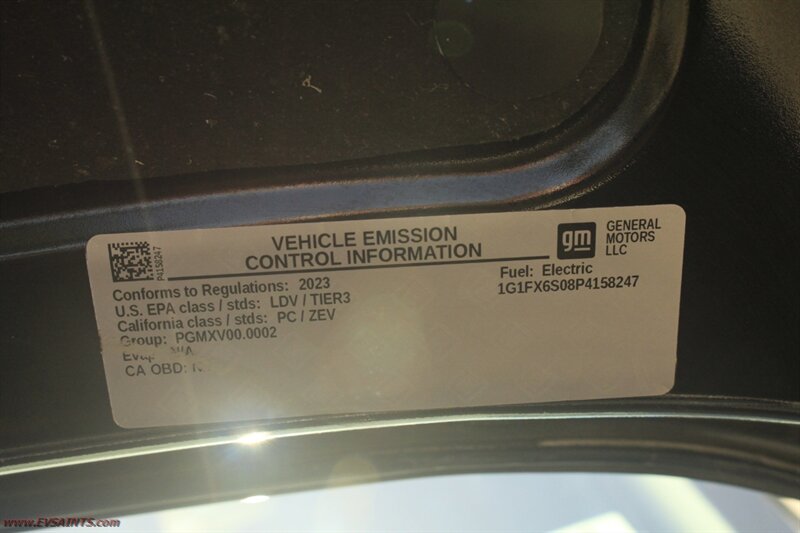 VEHICLE EMISSION
CONTROL INFORMATION
gm
GENERAL
MOTORS
LLC
P4158247
Conforms to Regulations: 2023
U.S. EPA class / stds: LDV / TIER3
California class / stds: PC / ZEV
Group: PGMXV00.0002
N/A
CA OBD:
Fuel: Electric
1G1FX6S08P4158247
www.EVSAINTS.com